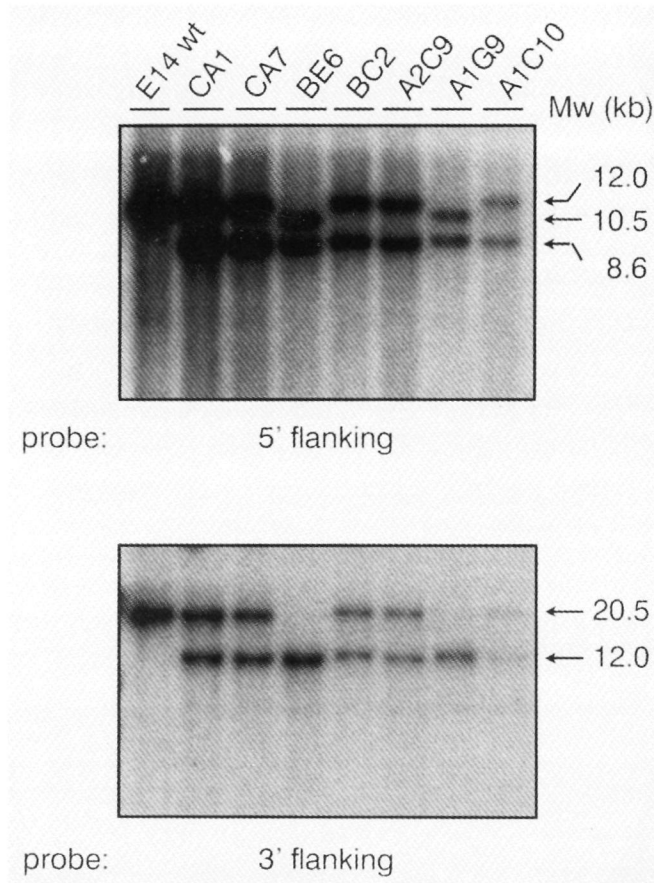 E14 wt CA1 CA7 BE6 BC2 A2C9 A1G9 A1C10
Mw (kb)
12.0
10.5
8.6
probe: 5' flanking
20.5
12.0
probe: 3' flanking